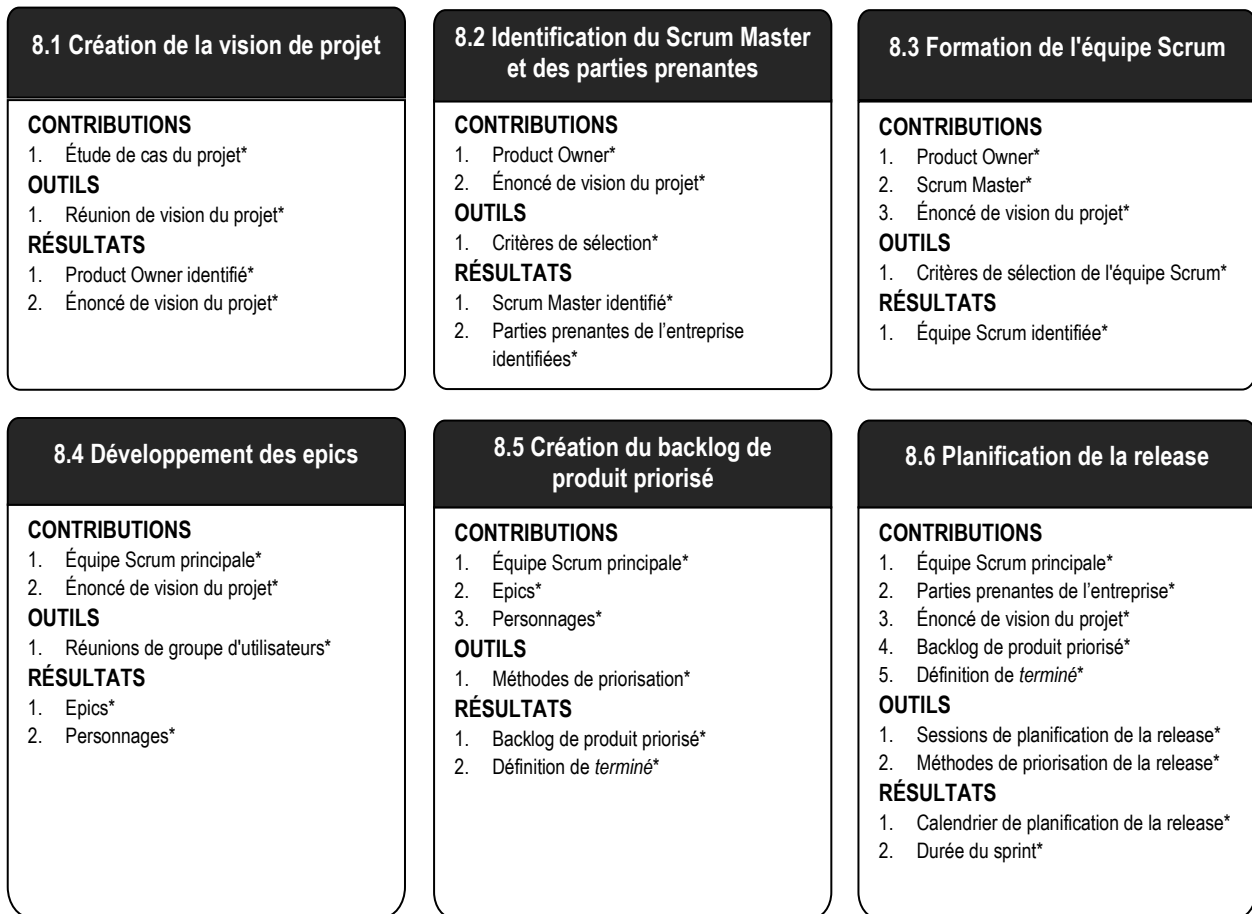 8.1 Création de la vision de projet
CONTRIBUTIONS
1. Étude de cas du projet*
OUTILS
1. Réunion de vision du projet*
RÉSULTATS
1. Product Owner identifié*
2. Énoncé de vision du projet*
8.2 Identification du Scrum Master
et des parties prenantes
CONTRIBUTIONS
1. Product Owner*
2. Énoncé de vision du projet*
OUTILS
1. Critères de sélection*
RÉSULTATS
1. Scrum Master identifié*
2. Parties prenantes de l’entreprise
identifiées*
8.3 Formation de l'équipe Scrum
CONTRIBUTIONS
1. Product Owner*
2. Scrum Master*
3. Énoncé de vision du projet*
OUTILS
1. Critères de sélection de l'équipe Scrum*
RÉSULTATS
1. Équipe Scrum identifiée*
8.4 Développement des epics
CONTRIBUTIONS
1. Équipe Scrum principale*
2. Énoncé de vision du projet*
OUTILS
1. Réunions de groupe d'utilisateurs*
RÉSULTATS
1. Epics*
2. Personnages*
8.5 Création du backlog de
produit priorisé
CONTRIBUTIONS
1. Équipe Scrum principale*
2. Epics*
3. Personnages*
OUTILS
1. Méthodes de priorisation*
RÉSULTATS
1. Backlog de produit priorisé*
2. Définition de terminé*
8.6 Planification de la release
CONTRIBUTIONS
1. Équipe Scrum principale*
2. Parties prenantes de l’entreprise*
3. Énoncé de vision du projet*
4. Backlog de produit priorisé*
5. Définition de terminé*
OUTILS
1. Sessions de planification de la release*
2. Méthodes de priorisation de la release*
RÉSULTATS
1. Calendrier de planification de la release*
2. Durée du sprint*